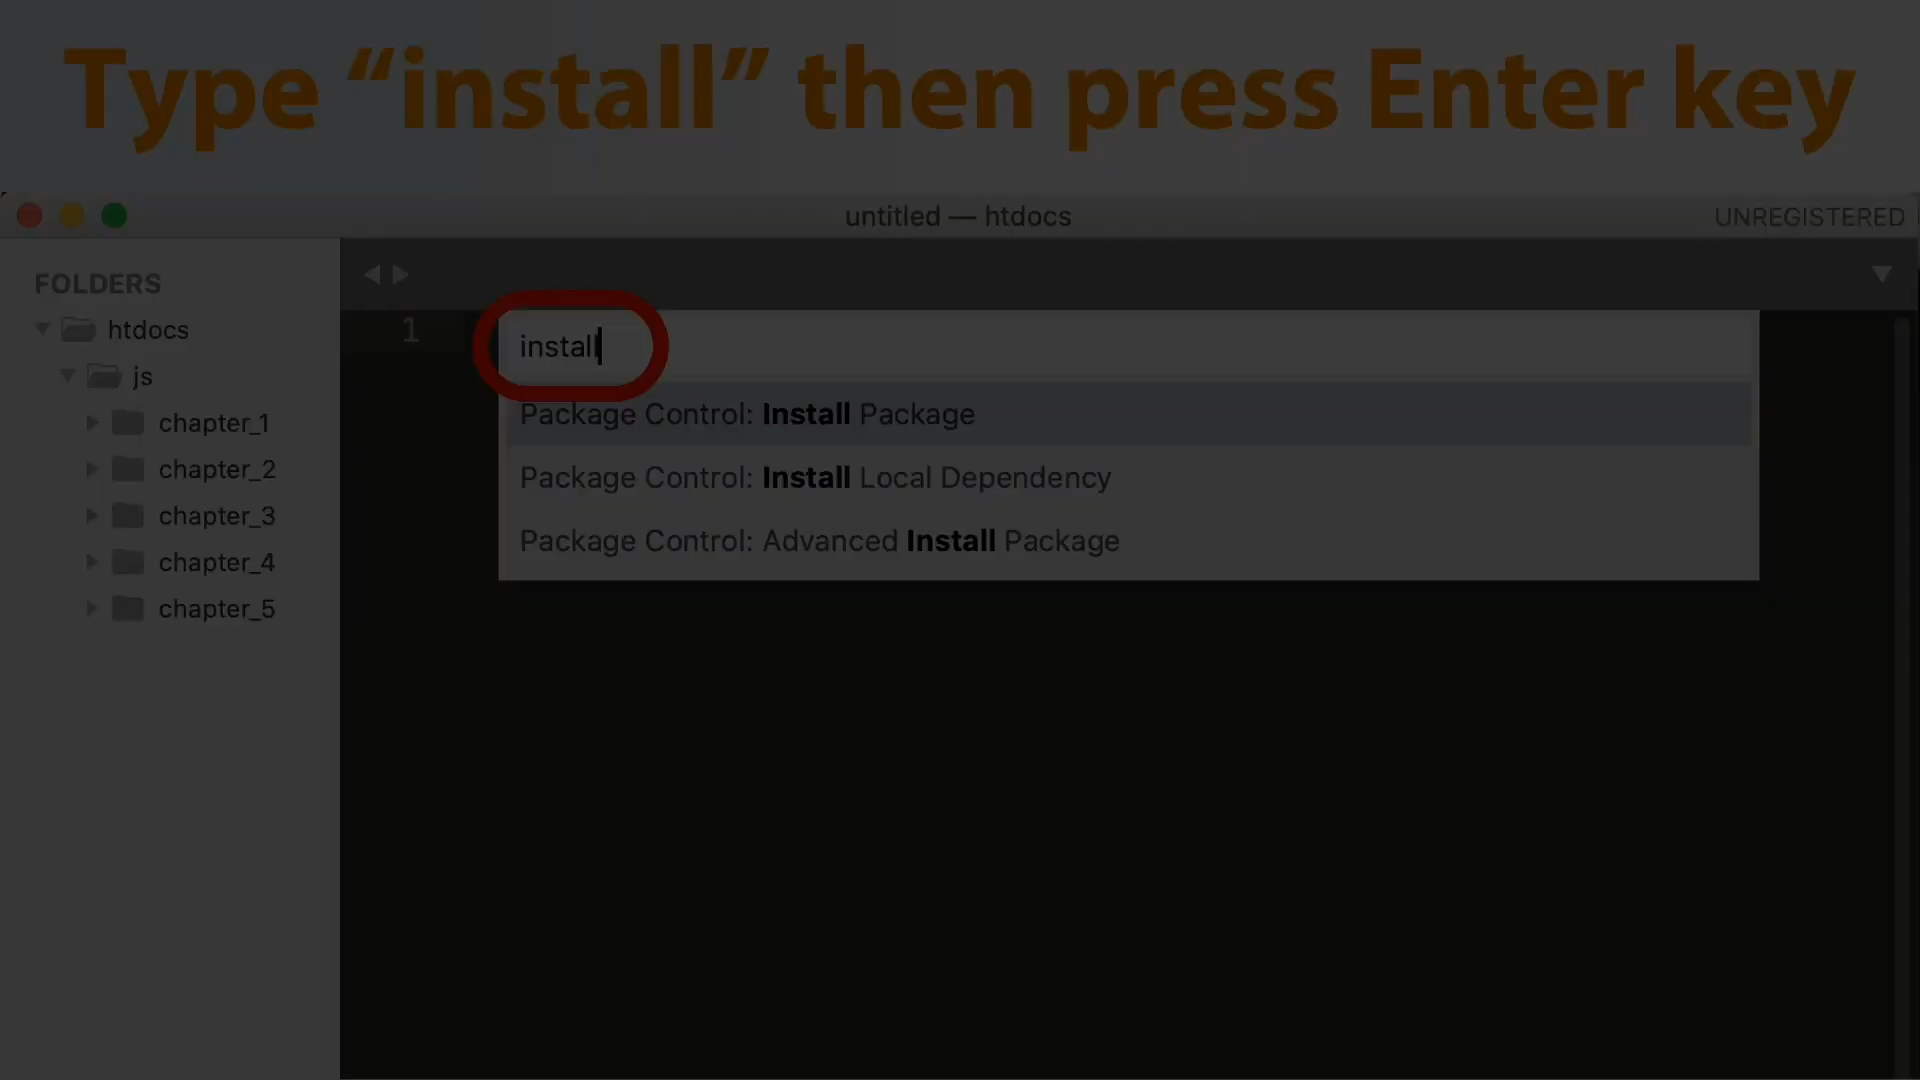 Type “install” then press Enter key
untitled — htdocs
UNREGISTERED
FOLDERS
htdocs
js
chapter_1
chapter_2
chapter_3
chapter_4
chapter_5
1
install
Package Control: Install Package
Package Control: Install Local Dependency
Package Control: Advanced Install Package